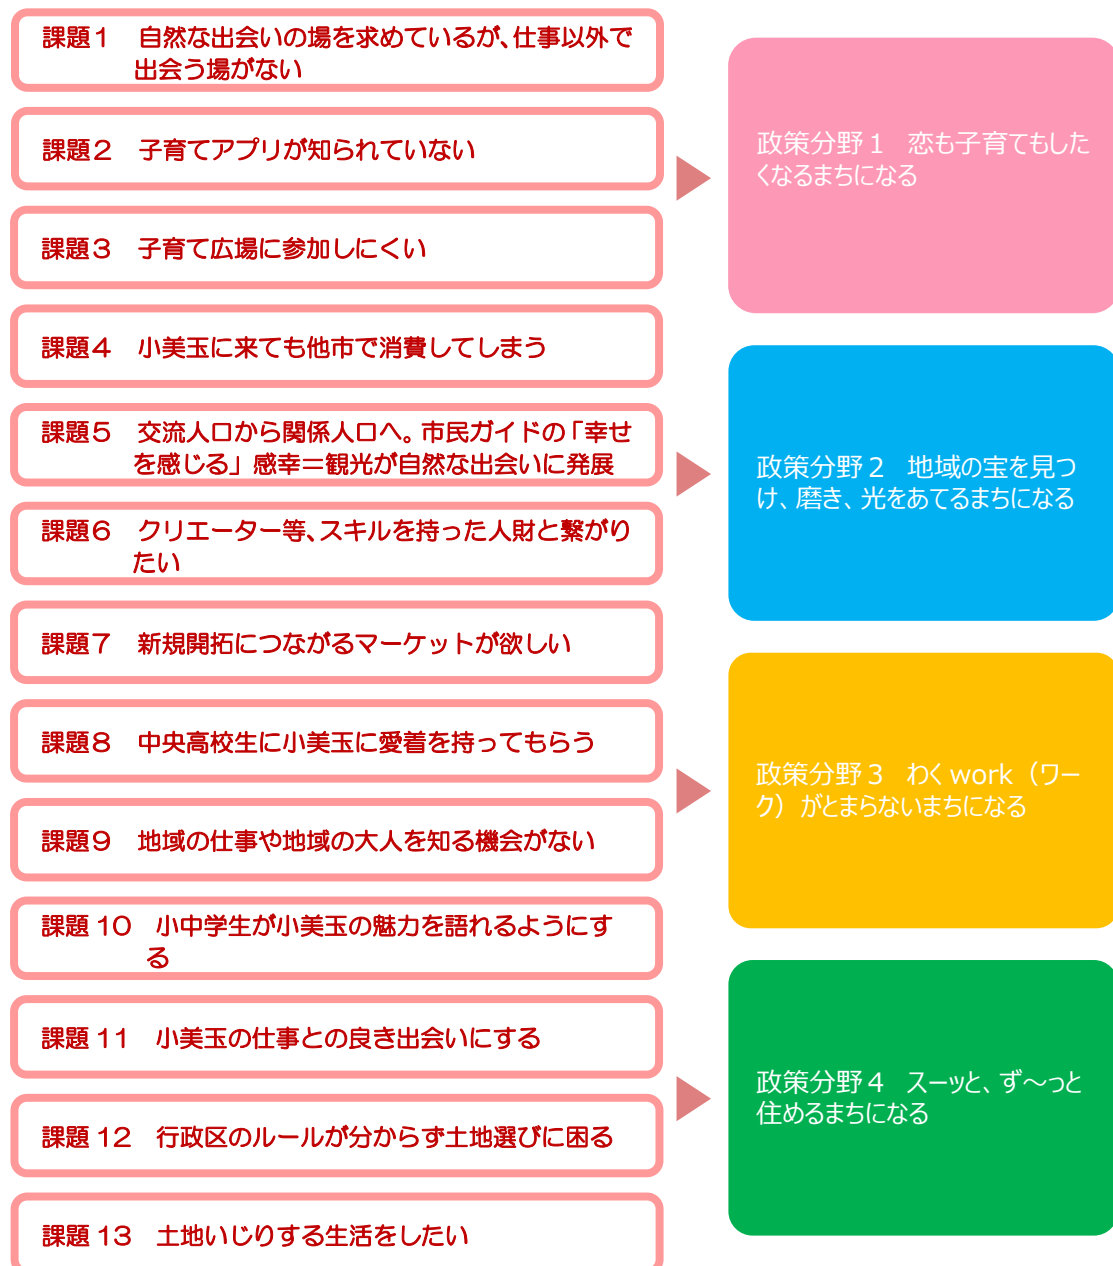 課題１　自然な出会いの場を求めているが、仕事以外で
出会う場がない
課題２　子育てアプリが知られていない
課題３　子育て広場に参加しにくい
課題４　小美玉に来ても他市で消費してしまう
課題５　交流人口から関係人口へ。市民ガイドの「幸せ
を感じる」感幸＝観光が自然な出会いに発展
課題６　クリエーター等、スキルを持った人財と繋がり
たい
課題７　新規開拓につながるマーケットが欲しい
課題８　中央高校生に小美玉に愛着を持ってもらう
課題９　地域の仕事や地域の大人を知る機会がない
課題 10　小中学生が小美玉の魅力を語れるようにす
る
課題 11　小美玉の仕事との良き出会いにする
課題 12　行政区のルールが分からず土地選びに困る
課題 13　土地いじりする生活をしたい
政策分野１　恋も子育てもした
くなるまちになる
政策分野２　地域の宝を見つ
け、磨き、光をあてるまちになる
政策分野３　わく work（ワー
ク）がとまらないまちになる
政策分野４　スーッと、ず～っと
住めるまちになる